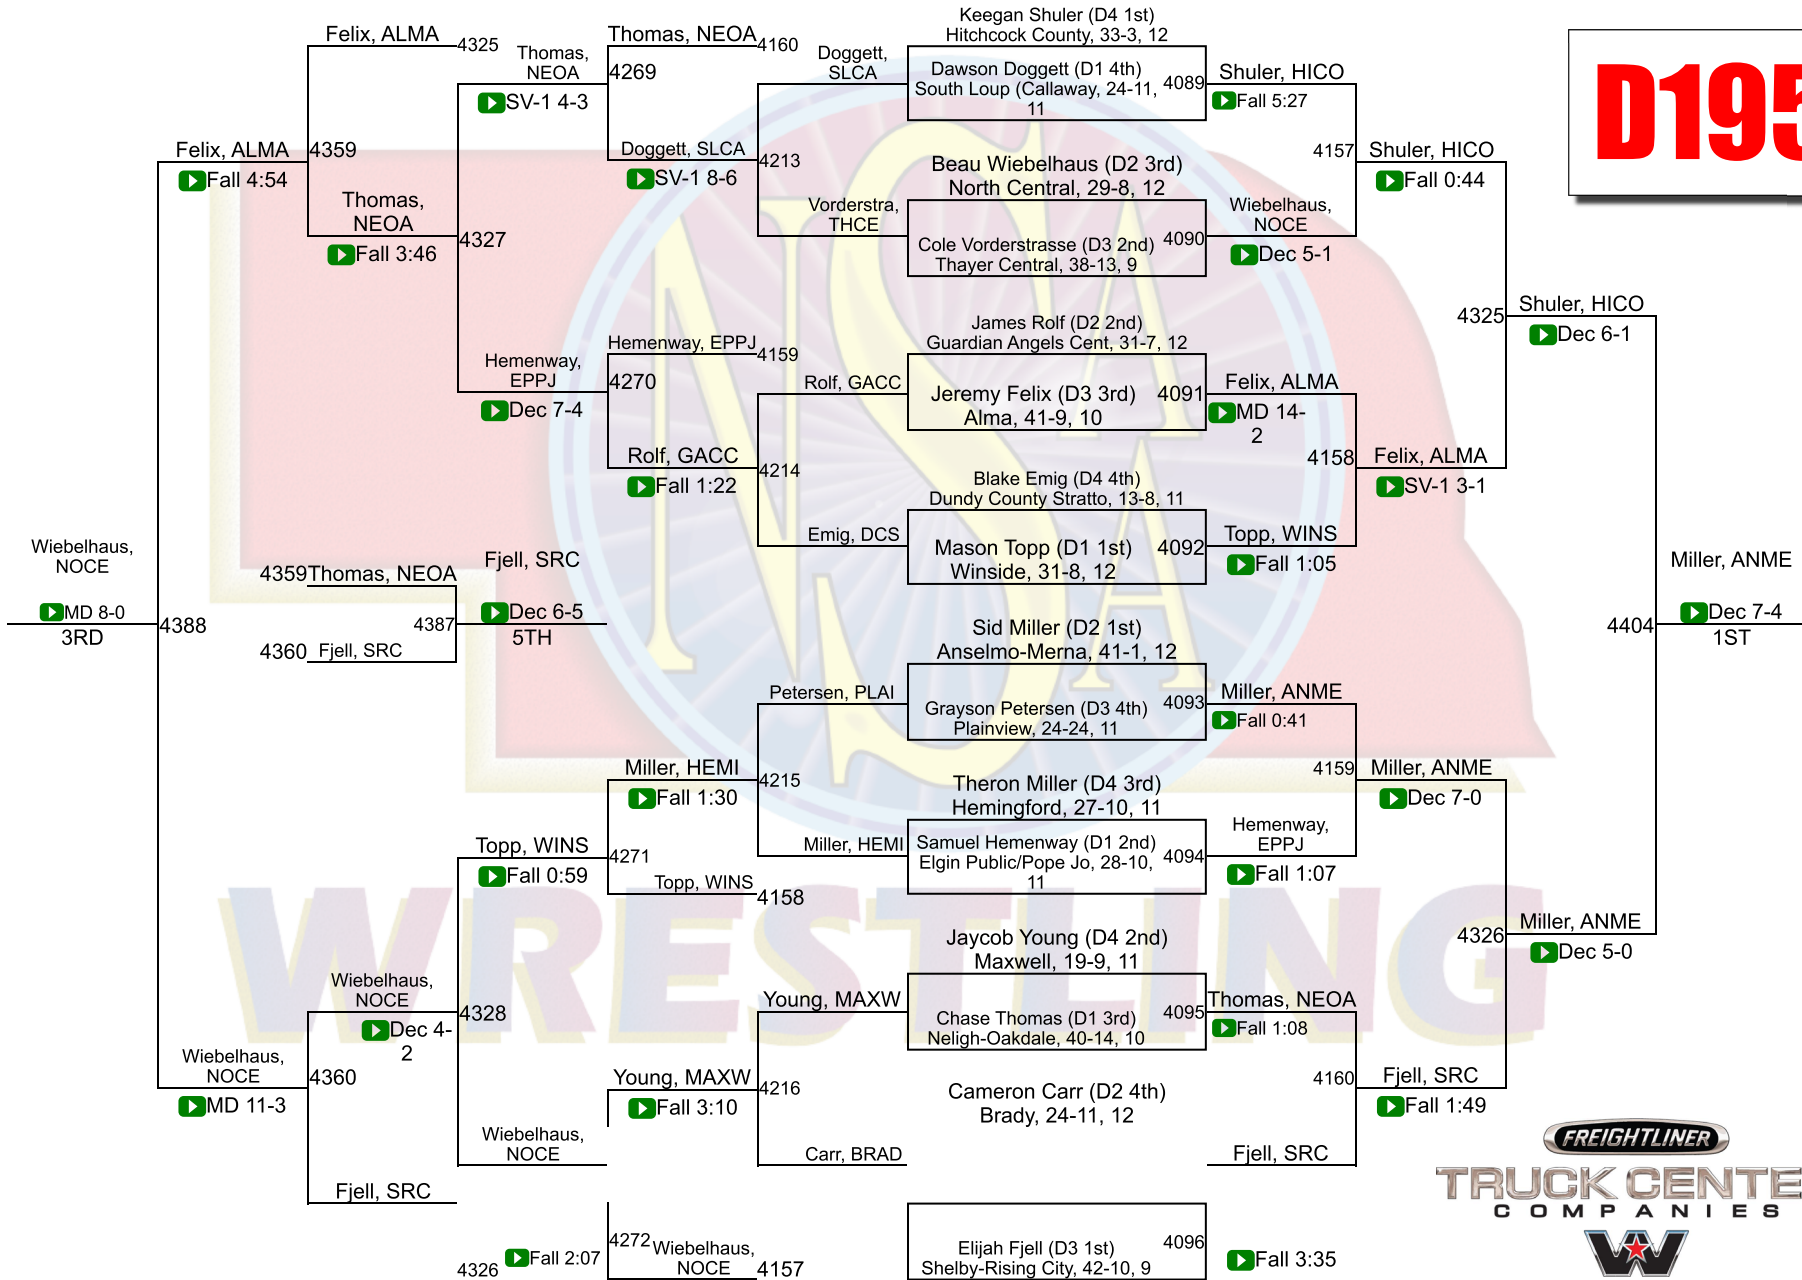 Keegan Shuler (D4 1st)
Hitchcock County, 33-3, 12
Felix, ALMA
4325
Thomas,
NEOA
SV-1 4-3
Thomas, NEOA
4160
4269
Doggett,
SLCA
Dawson Doggett (D1 4th)
South Loup (Callaway, 24-11,
11
4089
Shuler, HICO
Fall 5:27
D195
Felix, ALMA
Fall 4:54
4359
Doggett, SLCA
SV-1 8-6
4213
Beau Wiebelhaus (D2 3rd)
North Central, 29-8, 12
4157
Shuler, HICO
Fall 0:44
Thomas,
NEOA
Fall 3:46
4327
Vorderstra,
THCE
Cole Vorderstrasse (D3 2nd)
Thayer Central, 38-13, 9
4090
Wiebelhaus,
NOCE
Dec 5-1
4325
Shuler, HICO
Dec 6-1
James Rolf (D2 2nd)
Guardian Angels Cent, 31-7, 12
Hemenway,
EPPJ
Dec 7-4
Hemenway, EPPJ
4159
4270
Rolf, GACC
Jeremy Felix (D3 3rd)
Alma, 41-9, 10
4091
Felix, ALMA
MD 14-
2
Rolf, GACC
Fall 1:22
4214
Blake Emig (D4 4th)
Dundy County Stratto, 13-8, 11
4158
Felix, ALMA
SV-1 3-1
Emig, DCS
Mason Topp (D1 1st)
Winside, 31-8, 12
4092
Topp, WINS
Fall 1:05
Wiebelhaus,
NOCE
MD 8-0
3RD
4388
4359
Thomas, NEOA
4387
4360
Fjell, SRC
Fjell, SRC
Dec 6-5
5TH
4404
Miller, ANME
Dec 7-4
1ST
Sid Miller (D2 1st)
Anselmo-Merna, 41-1, 12
Petersen, PLAI
Grayson Petersen (D3 4th)
Plainview, 24-24, 11
4093
Miller, ANME
Fall 0:41
Miller, HEMI
Fall 1:30
4215
Theron Miller (D4 3rd)
Hemingford, 27-10, 11
4159
Miller, ANME
Dec 7-0
Topp, WINS
Fall 0:59
4271
Topp, WINS
4158
Miller, HEMI
Samuel Hemenway (D1 2nd)
Elgin Public/Pope Jo, 28-10,
11
4094
Hemenway,
EPPJ
Fall 1:07
4326
Miller, ANME
Dec 5-0
Jaycob Young (D4 2nd)
Maxwell, 19-9, 11
Wiebelhaus,
NOCE
Dec 4-
2
4328
Young, MAXW
Chase Thomas (D1 3rd)
Neligh-Oakdale, 40-14, 10
4095
Thomas, NEOA
Fall 1:08
Wiebelhaus,
NOCE
MD 11-3
4360
Young, MAXW
Fall 3:10
4216
Cameron Carr (D2 4th)
Brady, 24-11, 12
4160
Fjell, SRC
Fall 1:49
Wiebelhaus,
NOCE
Carr, BRAD
Fjell, SRC
Fjell, SRC
4326
Fall 2:07
4272
Wiebelhaus,
NOCE
4157
Elijah Fjell (D3 1st)
Shelby-Rising City, 42-10, 9
4096
Fall 3:35
NSAA
WRESTLING
FREIGHTLINER
TRUCK CENTE
COMPANIES
W